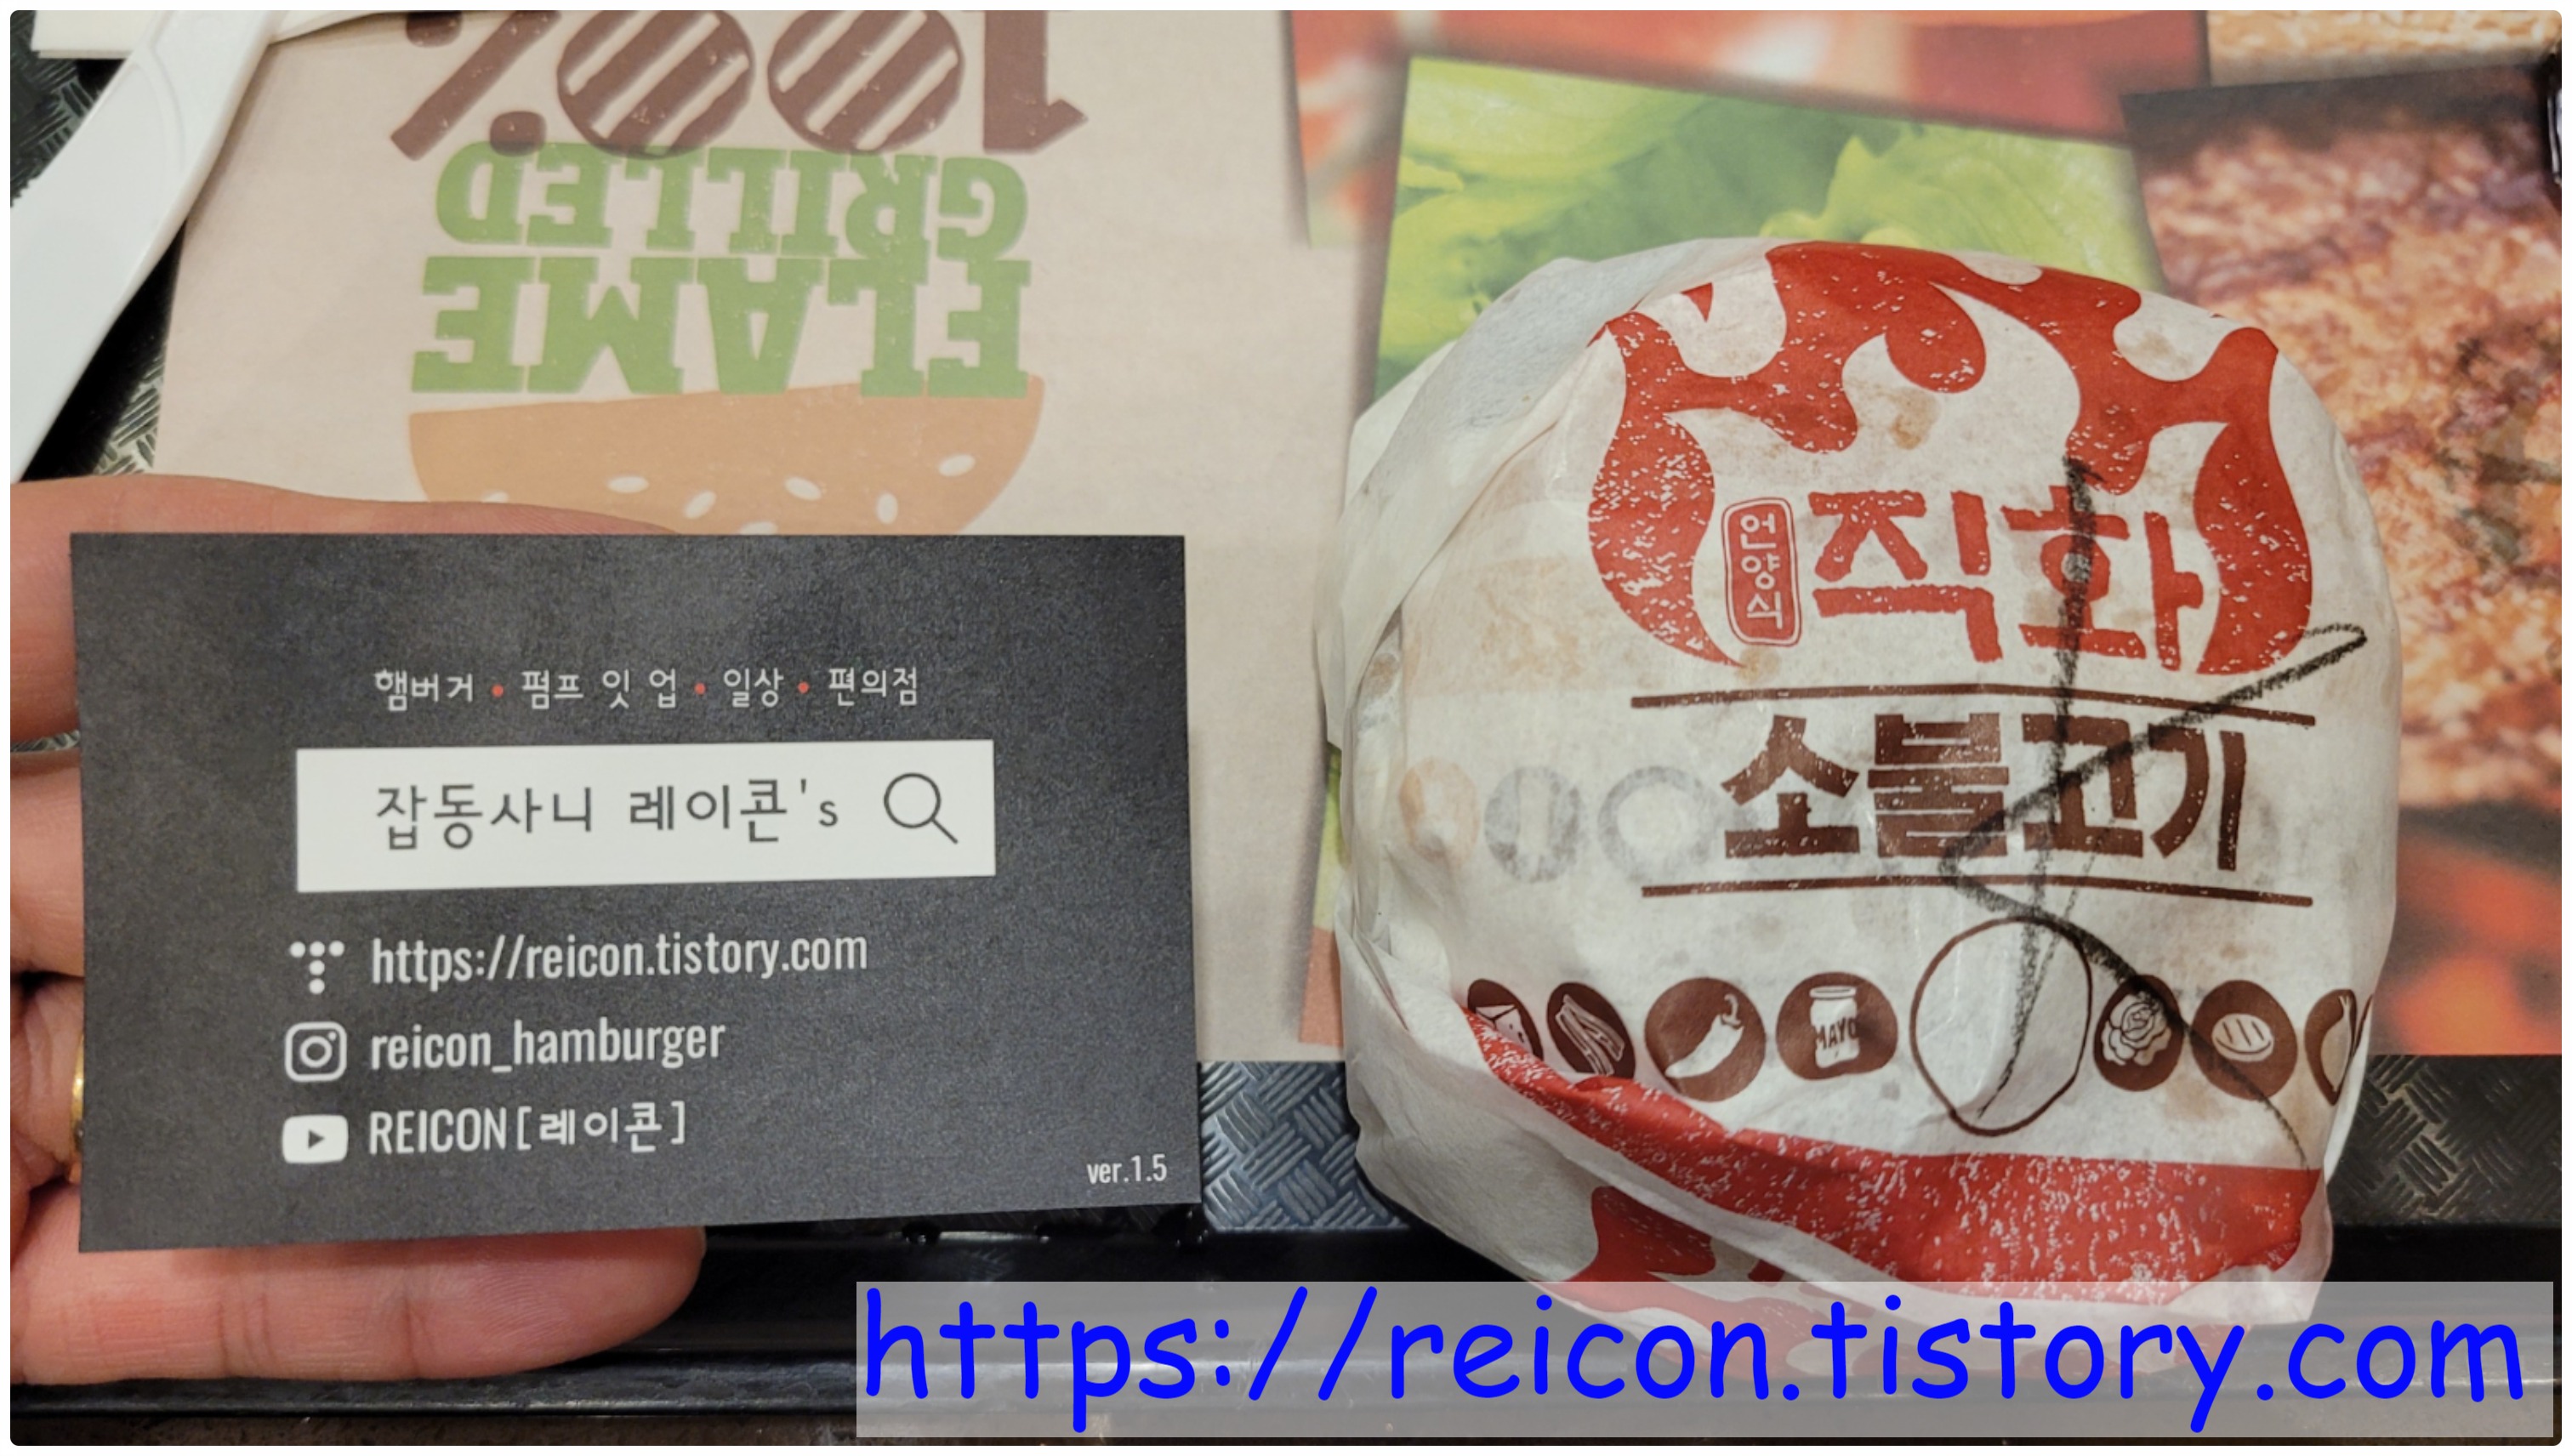 100%
GRILLED
FLAME
햄버거 • 펌프 잇 업 • 일상 • 편의점
잡동사니 레이콘's
https://reicon.tistory.com
reicon_hamburger
REICON[레이콘]
ver.1.5
언양식
직화
소불고기
MAYO
https://reicon.tistory.com